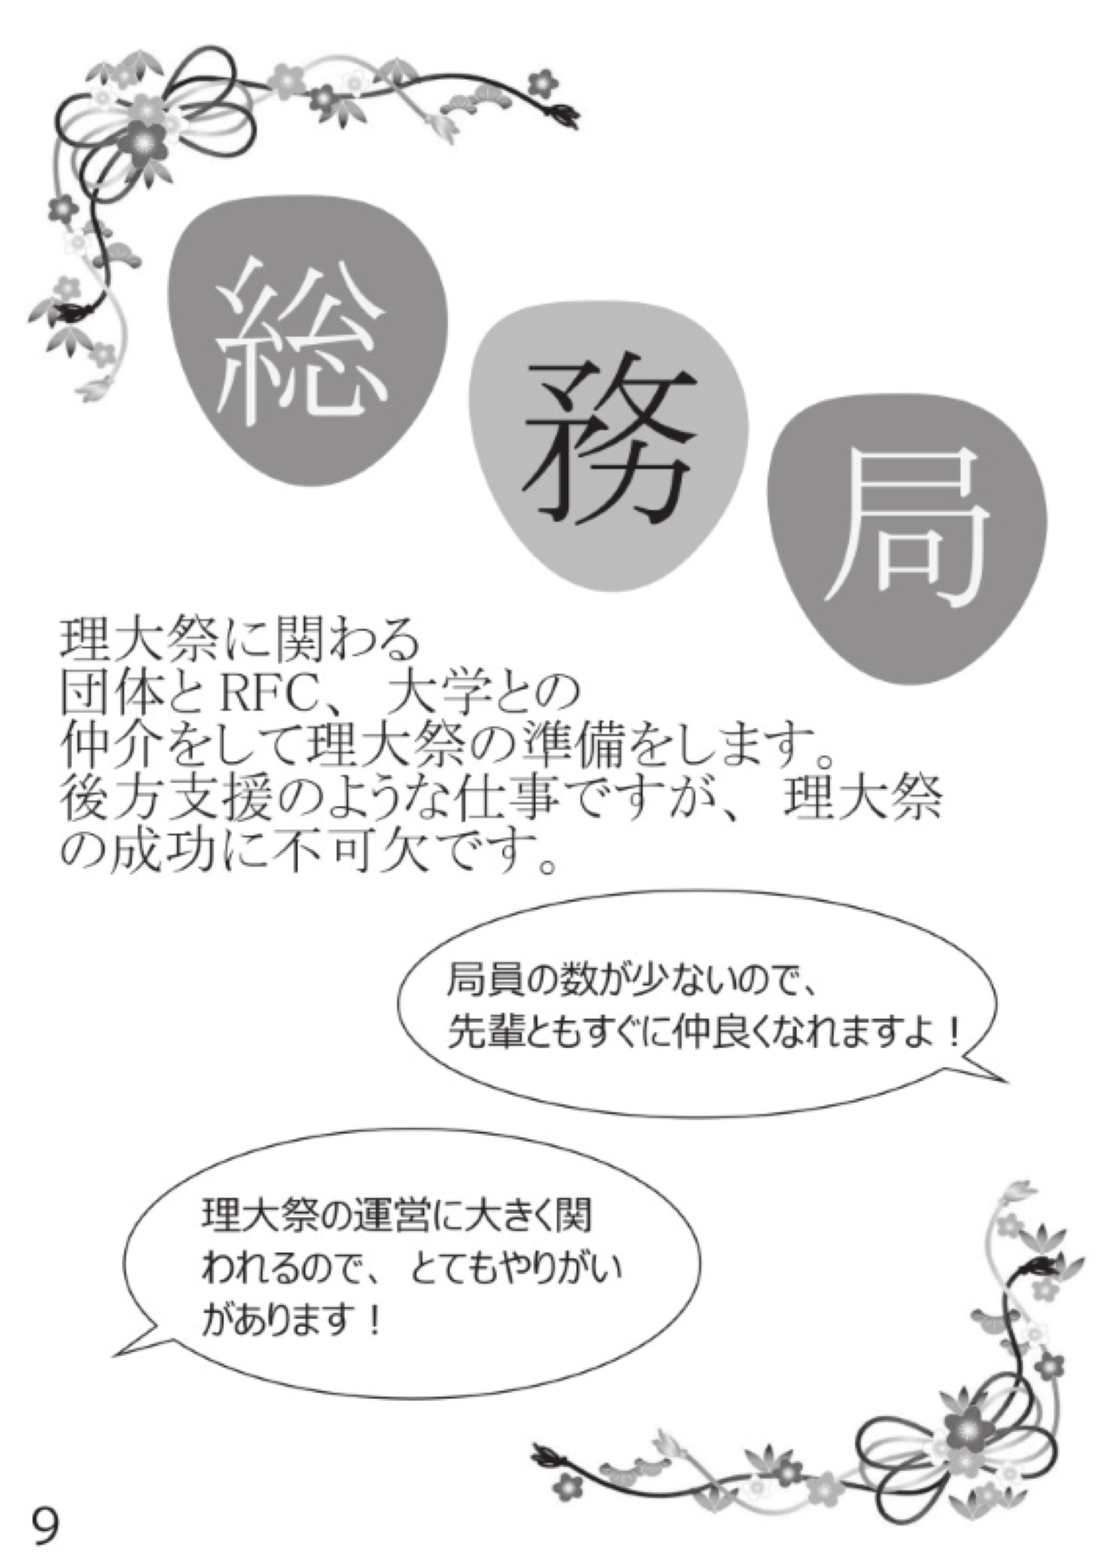 総務局
理大祭に関わる
団体とRFC、大学との
仲介をして理大祭の準備をします。
後方支援のような仕事ですが、理大祭
の成功に不可欠です。
局員の数が少ないので、
先輩ともすぐに仲良くなれますよ！
理大祭の運営に大きく関
われるので、とてもやりがい
があります！
9